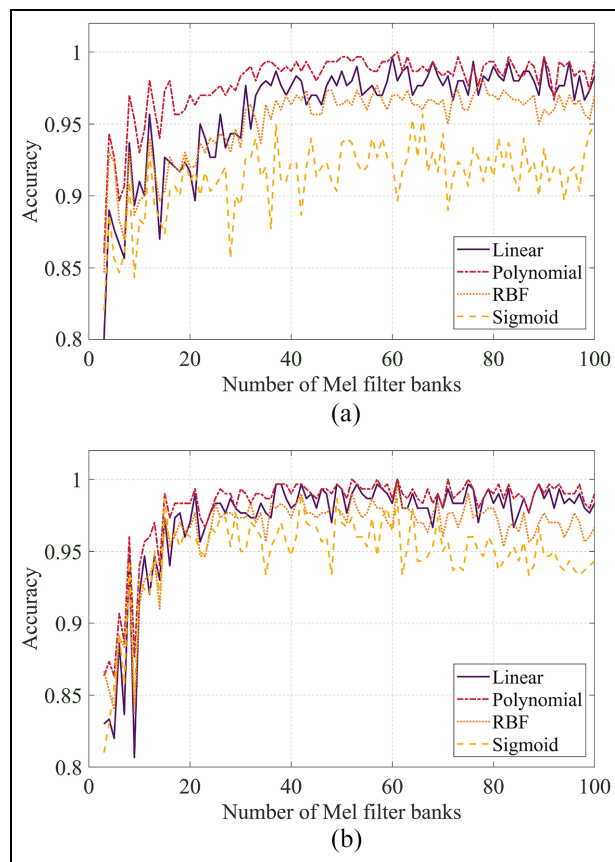 1
0.95
0.9
0.85
0.8
Accuracy
Linear
Polynomial
RBF
Sigmoid
0 20 40 60 80 100
Number of Mel filter banks
(a)
1
0.95
0.9
0.85
0.8
Accuracy
Linear
Polynomial
RBF
Sigmoid
0 20 40 60 80 100
Number of Mel filter banks
(b)